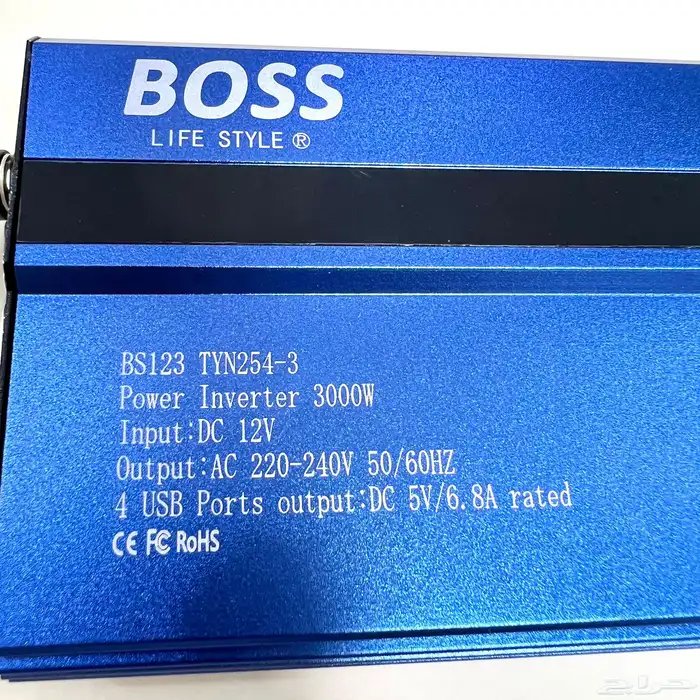 BOSS
LIFE STYLE ®
BS123 TYN254-3
Power Inverter 3000W
Input:DC 12V
Output:AC 220-240V 50/60HZ
4 USB Ports output:DC 5V/6.8A rated
CE FC RoHS
حراج